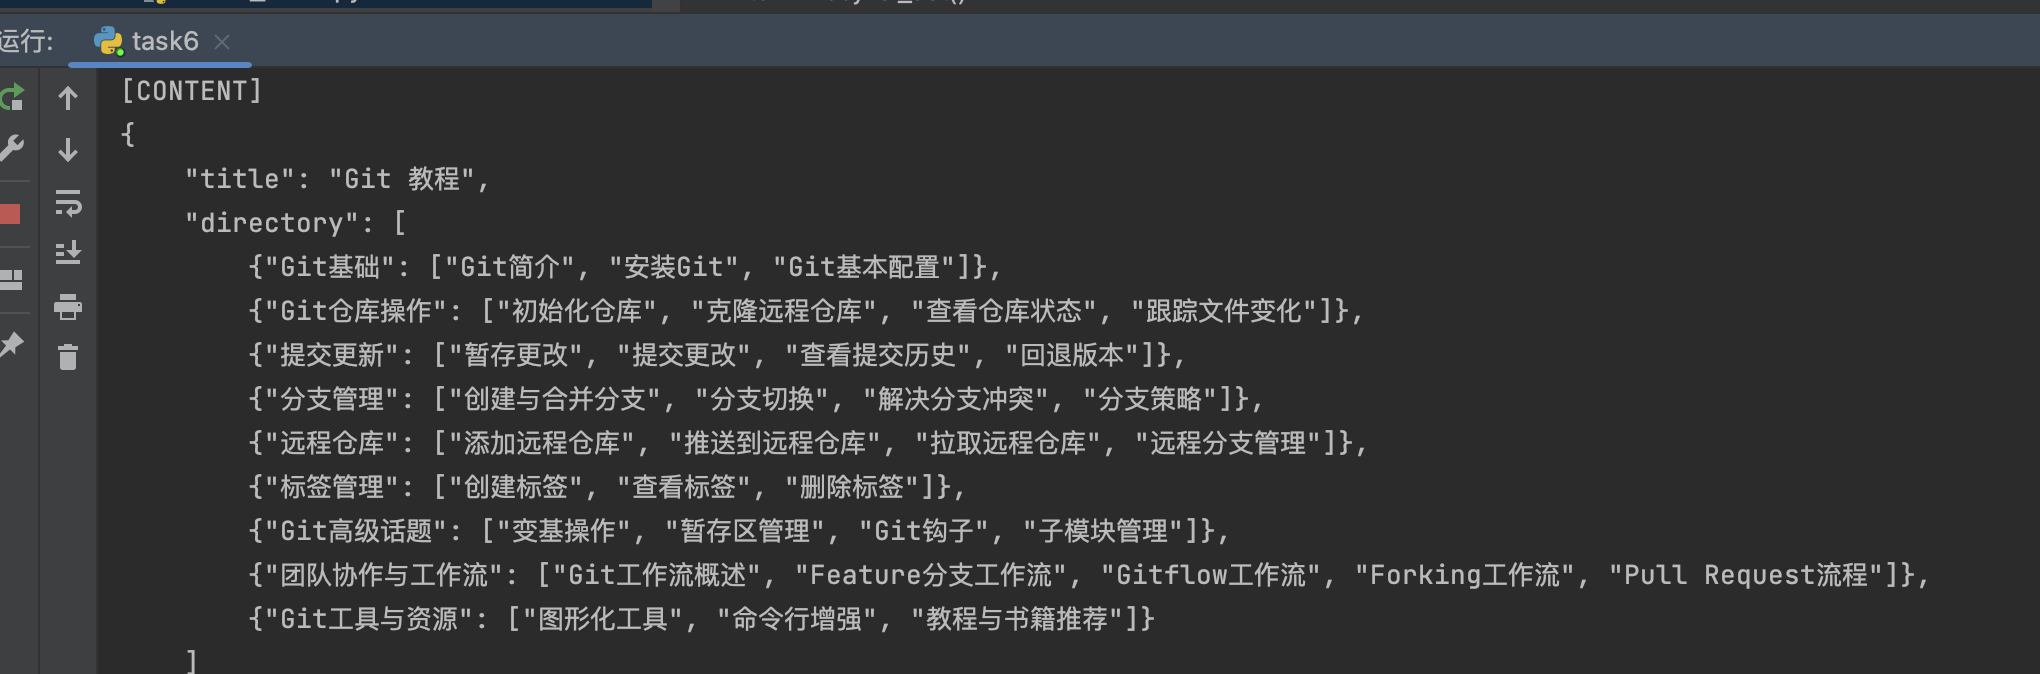 运行:
task6
[CONTENT]
{
"title": "Git 教程",
"directory": [
{"Git基础": ["Git简介", "安装Git", "Git基本配置"]},
{"Git仓库操作": ["初始化仓库", "克隆远程仓库", "查看仓库状态", "跟踪文件变化"]},
{"提交更新": ["暂存更改", "提交更改", "查看提交历史", "回退版本"]},
{"分支管理": ["创建与合并分支", "分支切换", "解决分支冲突", "分支策略"]},
{"远程仓库": ["添加远程仓库", "推送到远程仓库", "拉取远程仓库", "远程分支管理"]},
{"标签管理": ["创建标签", "查看标签", "删除标签"]},
{"Git高级话题": ["变基操作", "暂存区管理", "Git钩子", "子模块管理"]},
{"团队协作与工作流": ["Git工作流概述", "Feature分支工作流", "Gitflow工作流", "Forking工作流", "Pull Request流程"]},
{"Git工具与资源": ["图形化工具", "命令行增强", "教程与书籍推荐"]}
]